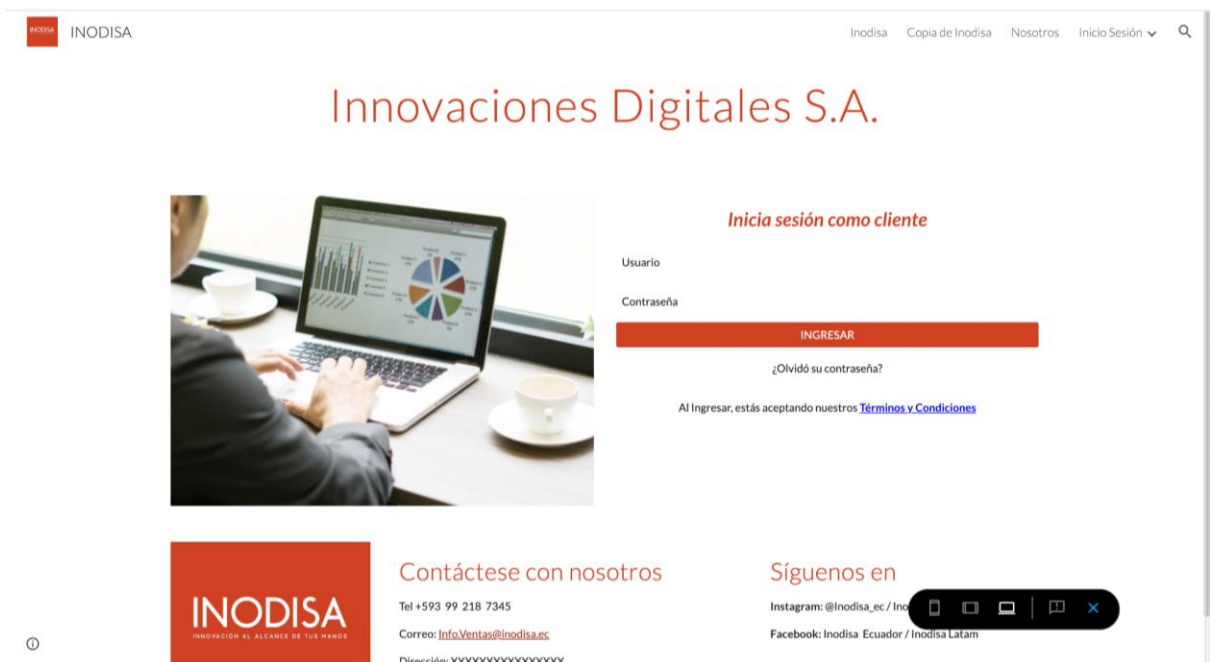 INODISA
INODISA
Inodisa
Copia de Inodisa
Nosotros
Inicio Sesión
Innovaciones Digitales S.A.
Inicia sesión como cliente
Usuario
Contraseña
INGRESAR
¿Olvidó su contraseña?
Al Ingresar, estás aceptando nuestros Términos y Condiciones
INODISA
INNOVACIÓN AL ALCANCE DE TUS MANOS
Contáctese con nosotros
Tel +593 99 218 7345
Correo: Info.Ventas@inodisa.ec
Dirección: XXXXXXXXXXXXXXXX
Síguenos en
Instagram: @Inodisa_ec / Ino
Facebook: Inodisa Ecuador / Inodisa Latam